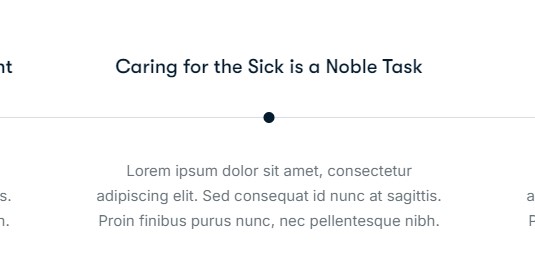 nt
Caring for the Sick is a Noble Task
Lorem ipsum dolor sit amet, consectetur
s.
adipiscing elit. Sed consequat id nunc at sagittis.
a
h.
Proin finibus purus nunc, nec pellentesque nibh.
P